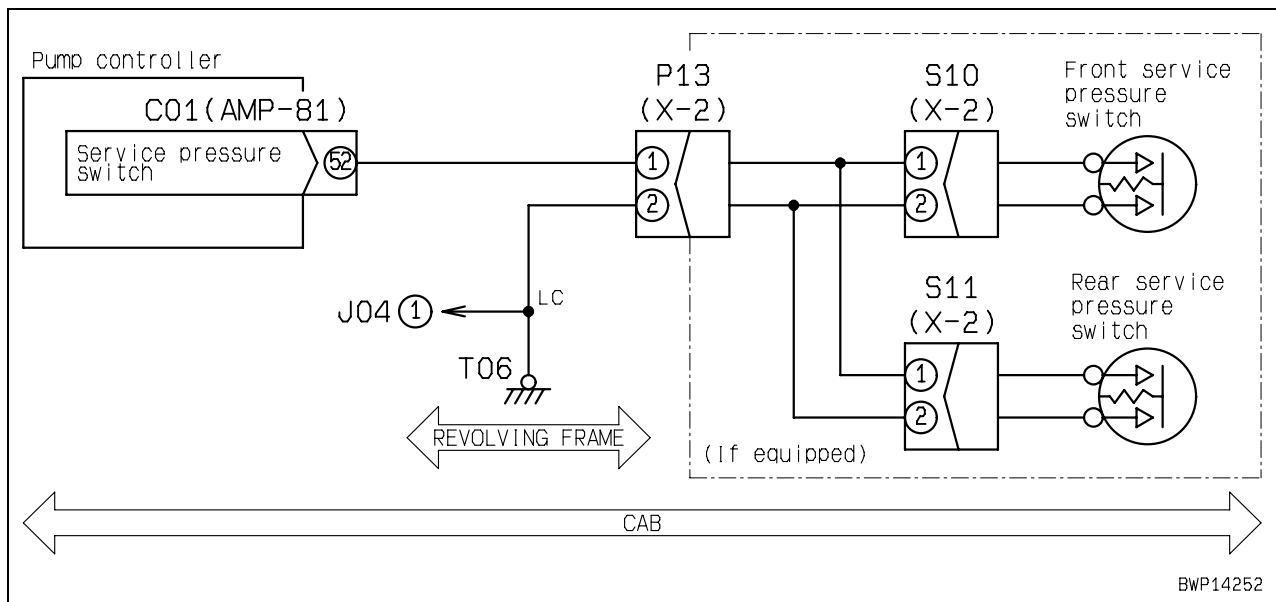 Pump controller
C01(AMP-81)
Service pressure
switch
52
P13
(X-2)
1
2
S10
(X-2)
1
2
Front service
pressure
switch
J04 1
LC
T06
S11
(X-2)
1
2
Rear service
pressure
switch
REVOLVING FRAME
(If equipped)
CAB
BWP14252